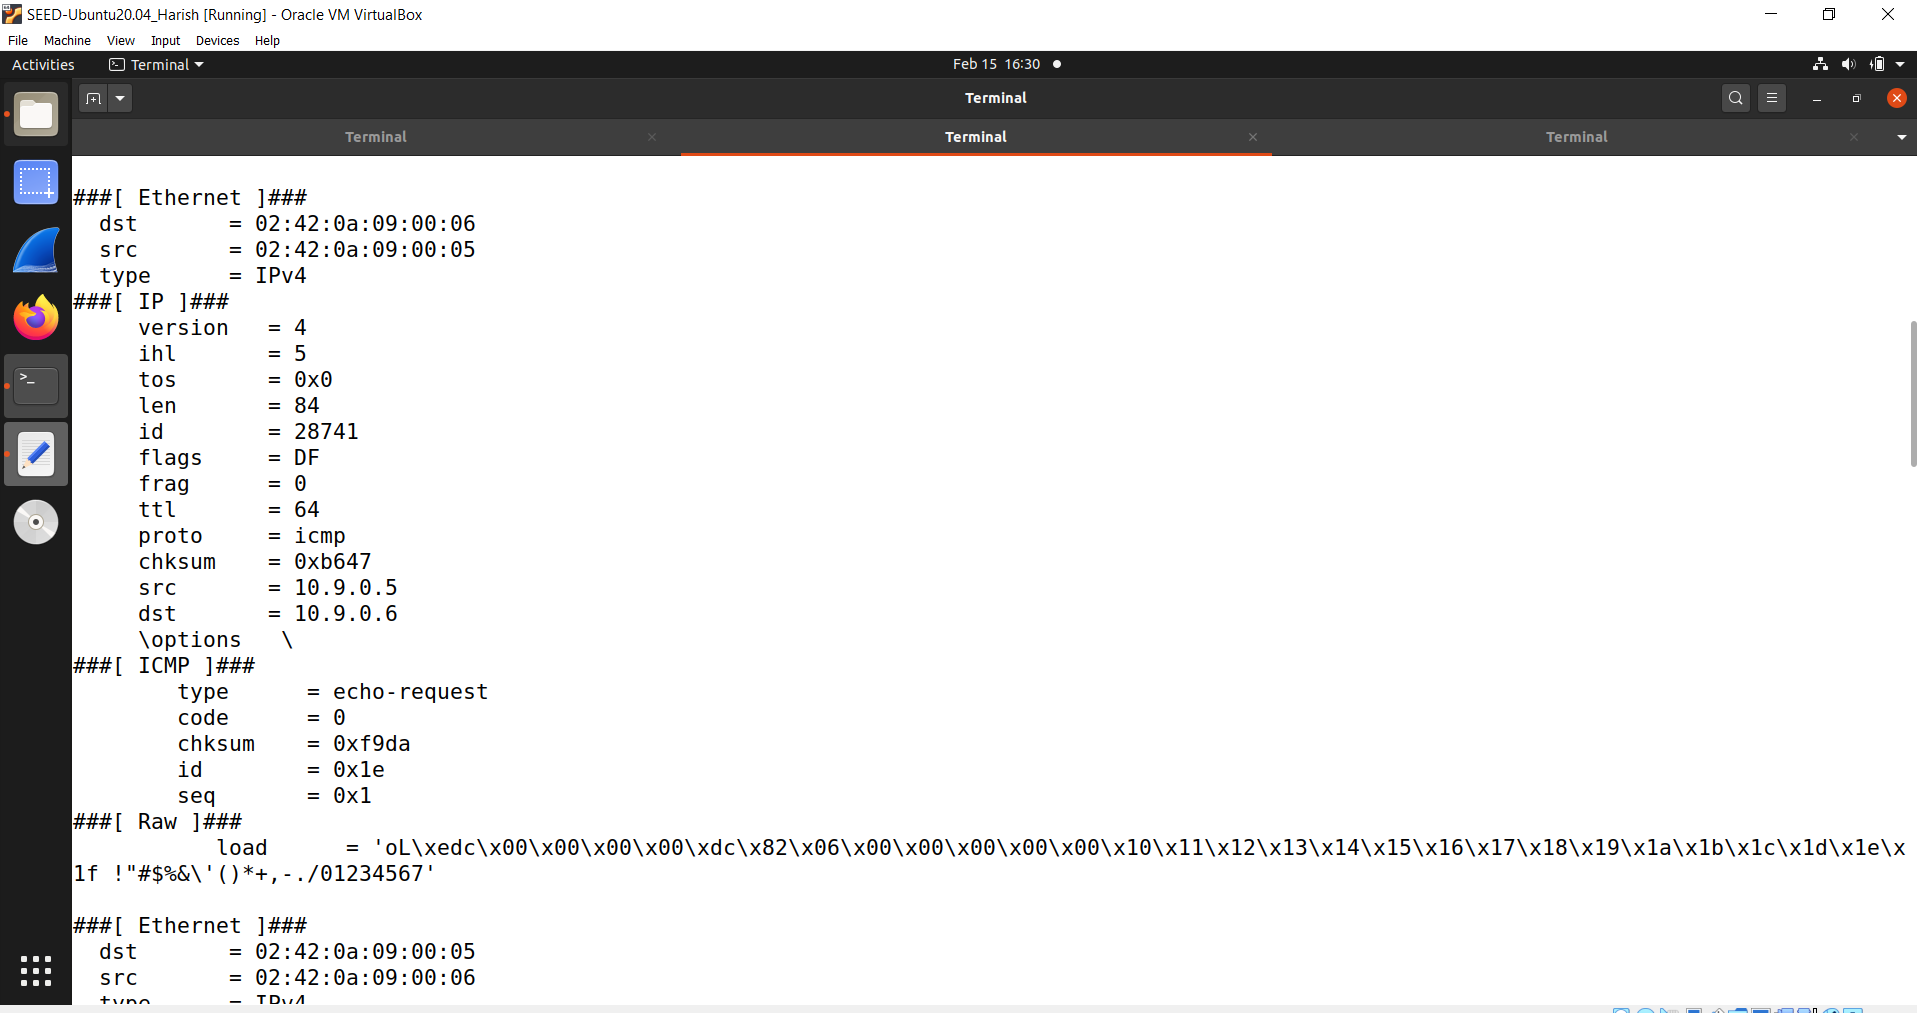 SEED-Ubuntu20.04_Harish [Running] - Oracle VM VirtualBox
File Machine View Input Devices Help
Activities Terminal Feb 15 16:30
Terminal
Terminal Terminal Terminal
###[ Ethernet ]###
  dst       = 02:42:0a:09:00:06
  src       = 02:42:0a:09:00:05
  type      = IPv4
###[ IP ]###
     version   = 4
     ihl       = 5
     tos       = 0x0
     len       = 84
     id        = 28741
     flags     = DF
     frag      = 0
     ttl       = 64
     proto     = icmp
     chksum    = 0xb647
     src       = 10.9.0.5
     dst       = 10.9.0.6
     \options   \
###[ ICMP ]###
        type      = echo-request
        code      = 0
        chksum    = 0xf9da
        id        = 0x1e
        seq       = 0x1
###[ Raw ]###
           load      = 'oL\xedc\x00\x00\x00\x00\xdc\x82\x06\x00\x00\x00\x00\x00\x10\x11\x12\x13\x14\x15\x16\x17\x18\x19\x1a\x1b\x1c\x1d\x1e\x
1f !"#$%&\'()*+,-./01234567'
###[ Ethernet ]###
  dst       = 02:42:0a:09:00:05
  src       = 02:42:0a:09:00:06
  type      = IPv4